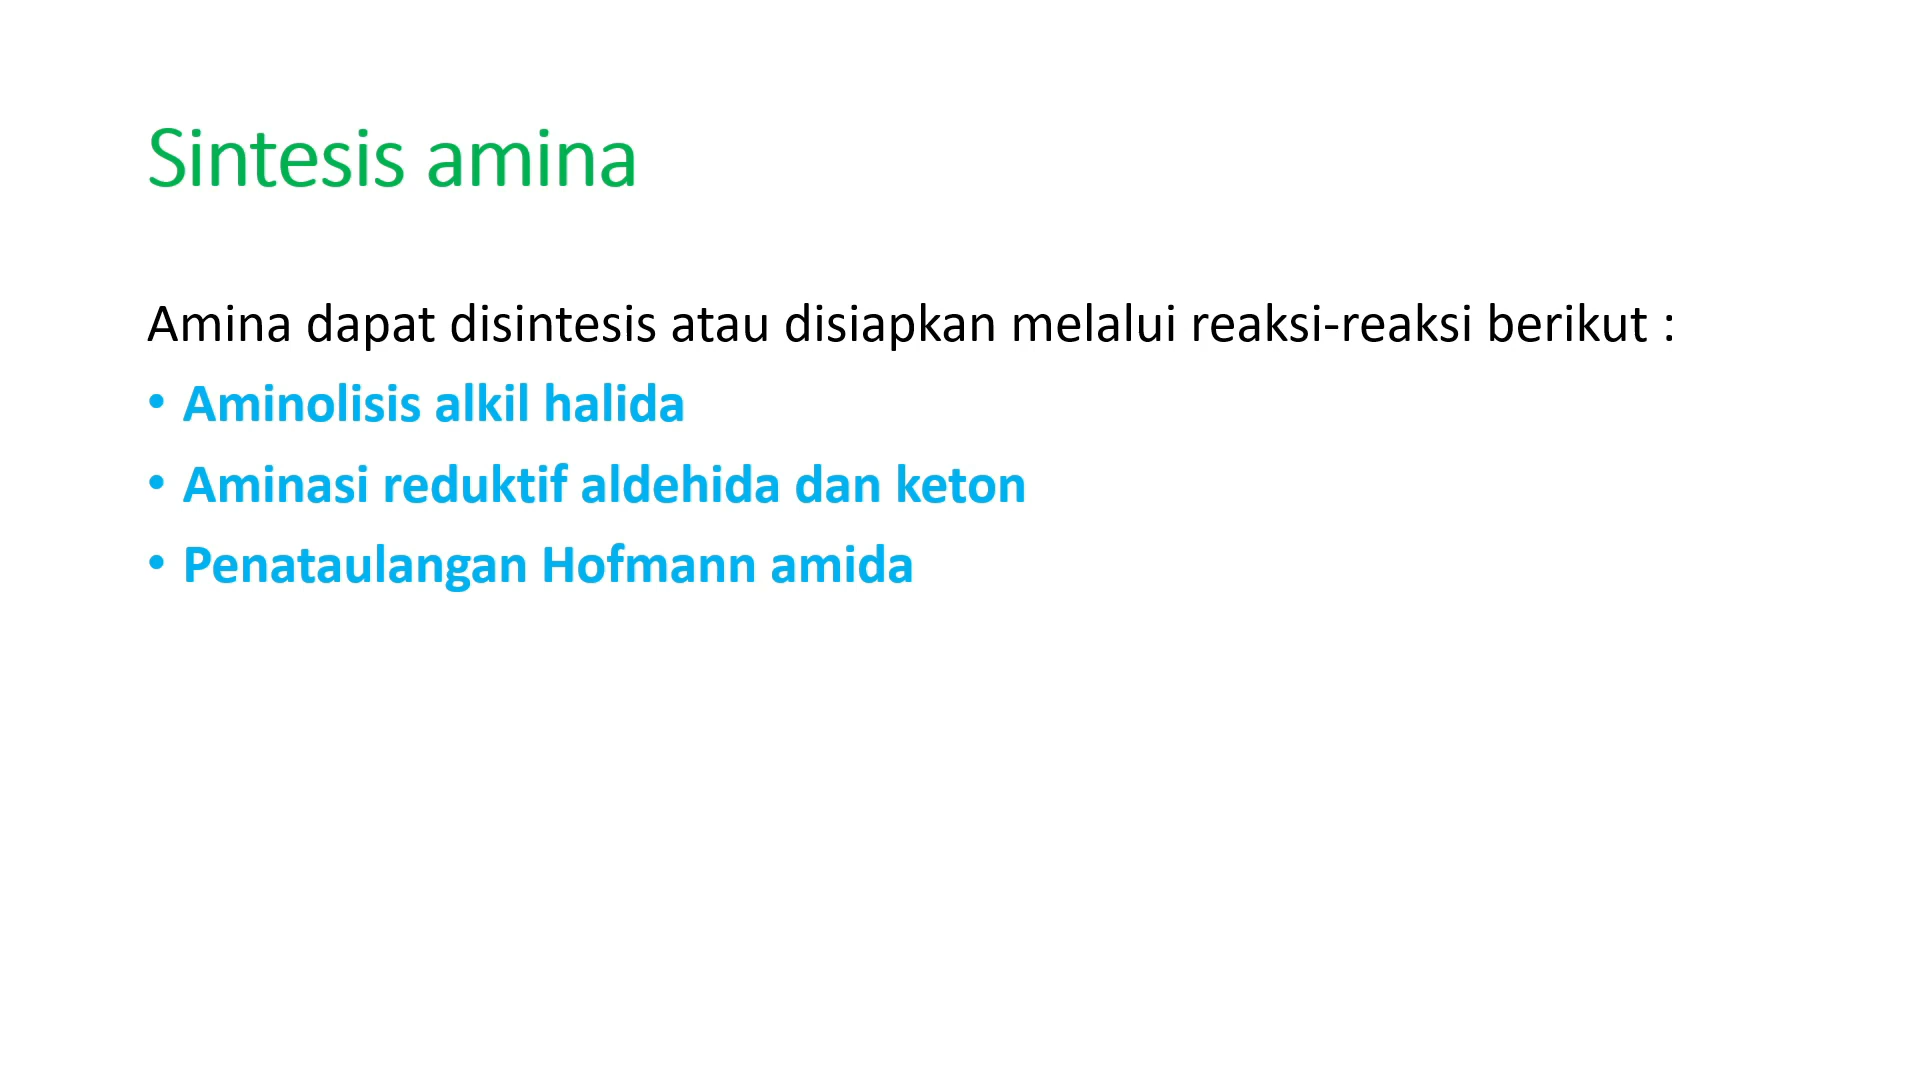 Sintesis amina
Amina dapat disintesis atau disiapkan melalui reaksi-reaksi berikut :
• Aminolisis alkil halida
• Aminasi reduktif aldehida dan keton
• Penataulangan Hofmann amida